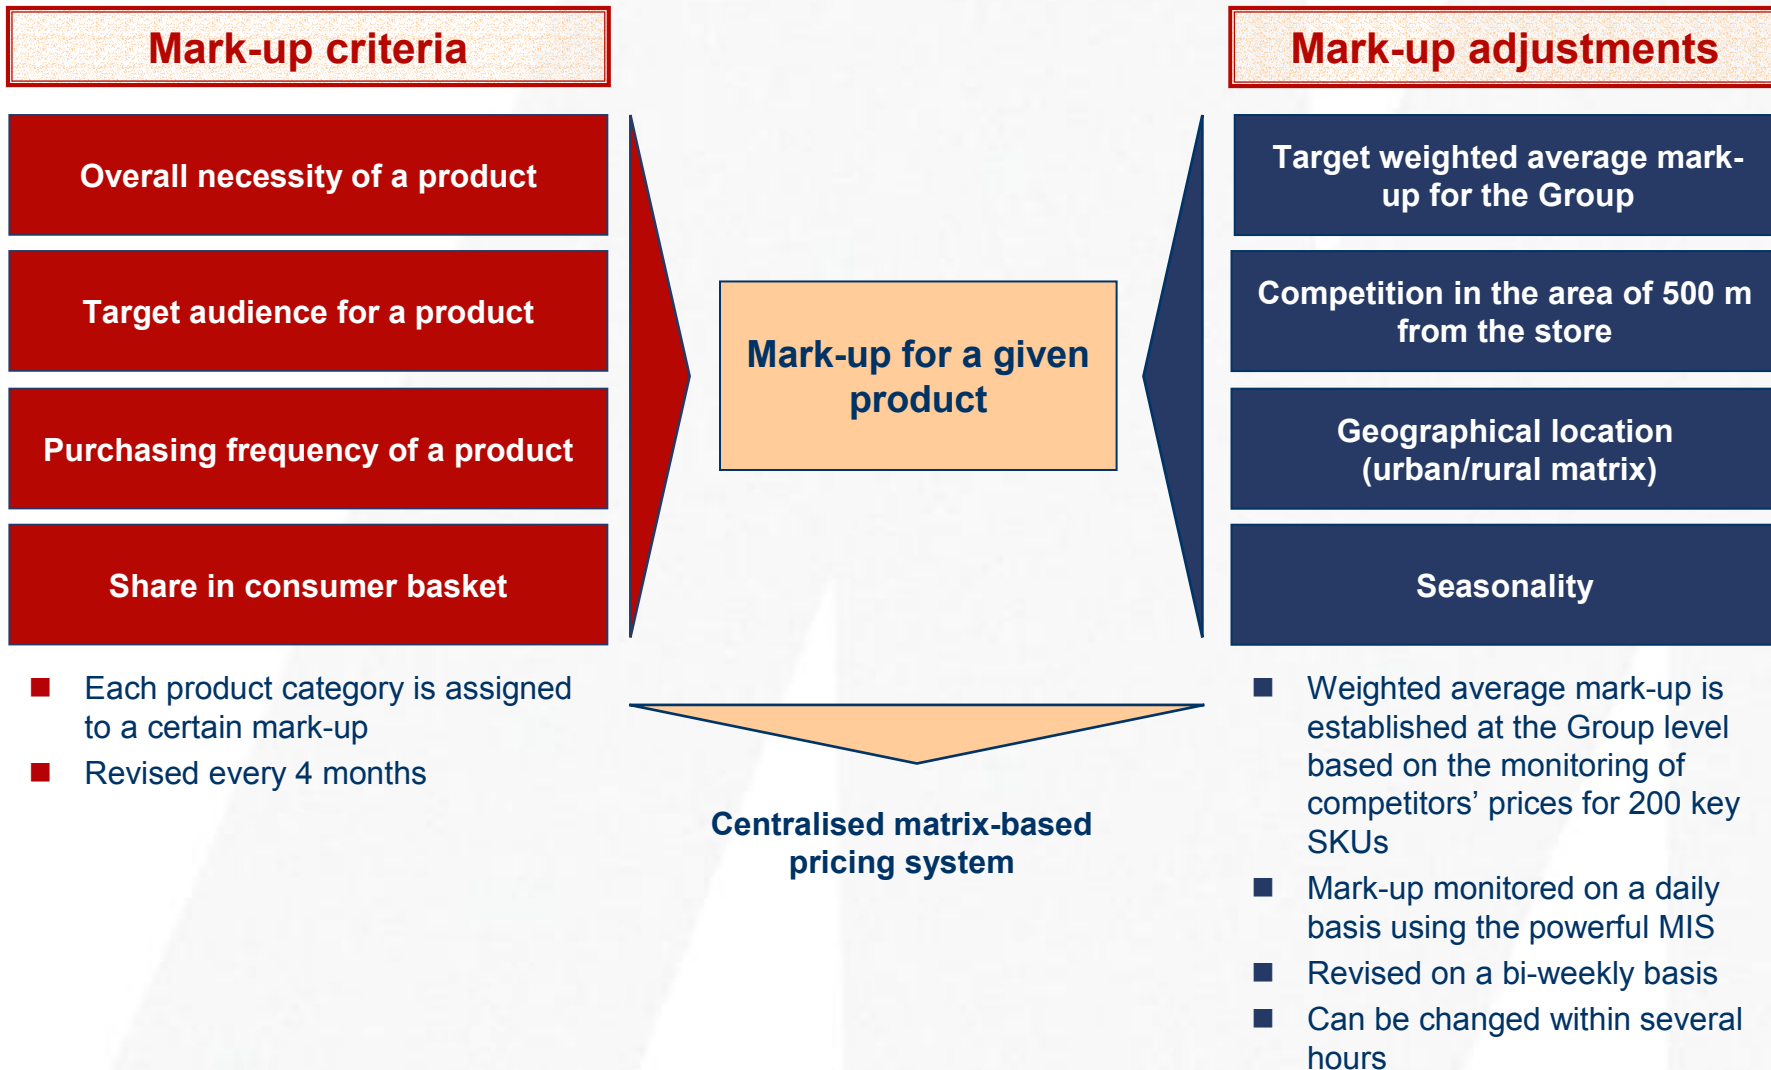 Mark-up criteria
Overall necessity of a product
Target audience for a product
Purchasing frequency of a product
Share in consumer basket
Each product category is assigned
to a certain mark-up
Revised every 4 months
Mark-up for a given
product
Centralised matrix-based
pricing system
Mark-up adjustments
Target weighted average mark-
up for the Group
Competition in the area of 500 m
from the store
Geographical location
(urban/rural matrix)
Seasonality
Weighted average mark-up is
established at the Group level
based on the monitoring of
competitors’ prices for 200 key
SKUs
Mark-up monitored on a daily
basis using the powerful MIS
Revised on a bi-weekly basis
Can be changed within several
hours